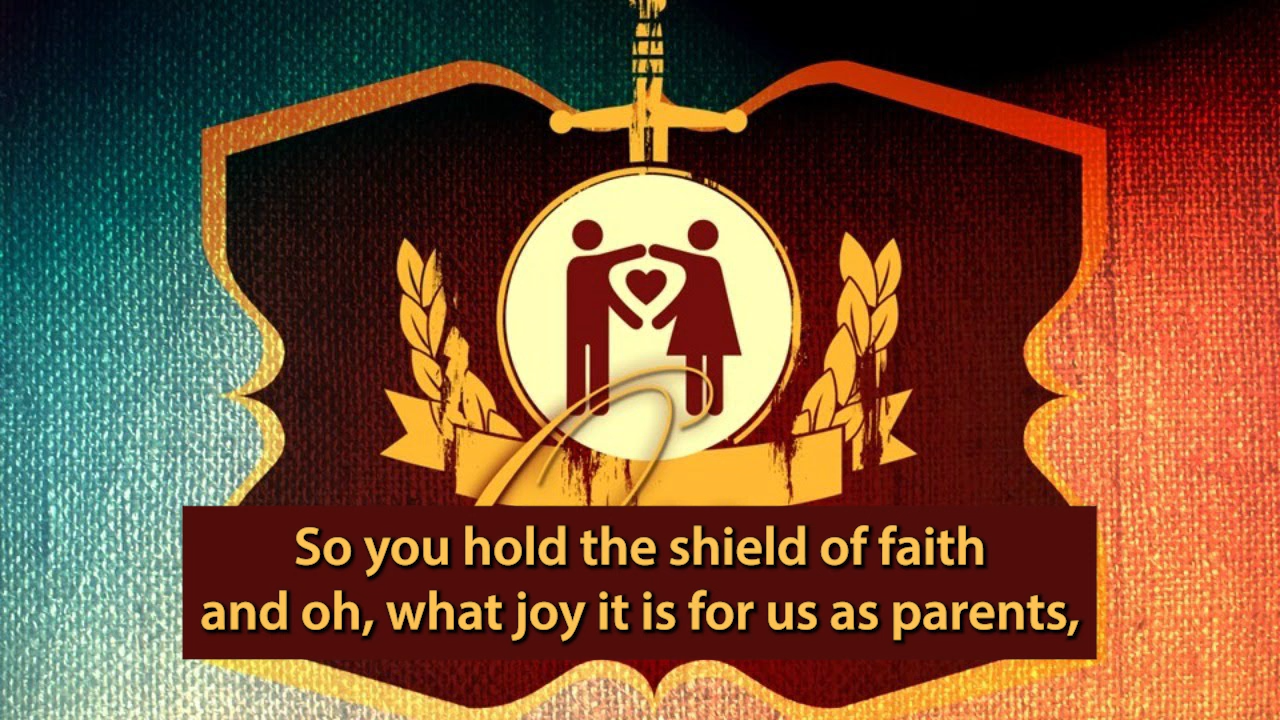 So you hold the shield of faith
and oh, what joy it is for us as parents,